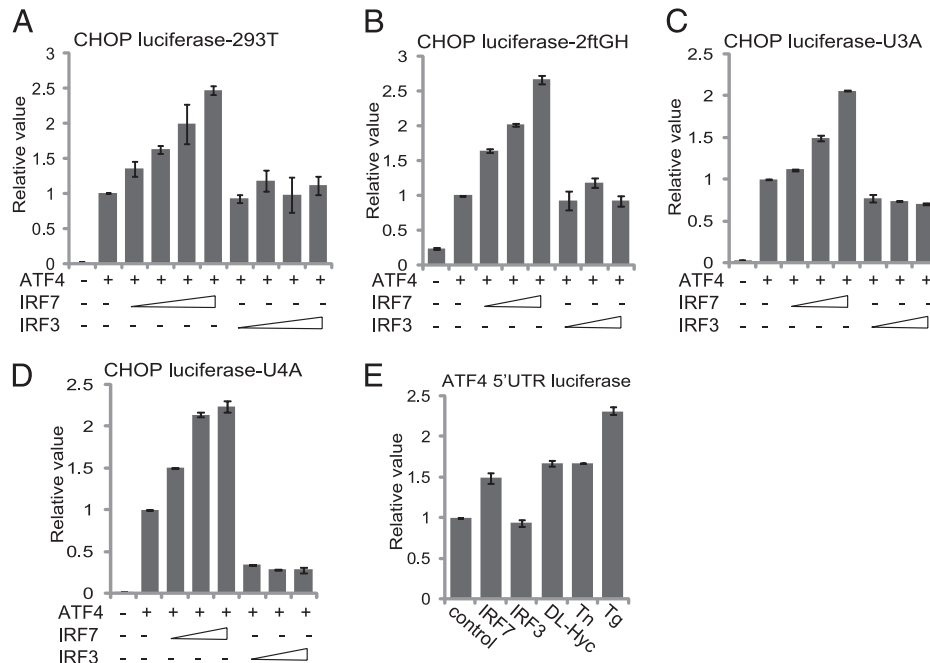 A
CHOP luciferase-293T
Relative value
3
2.5
2
1.5
1
0.5
0
ATF4 - + + + + + + + + +
IRF7 - - - - - -
IRF3 - - - - - -
B
CHOP luciferase-2ftGH
Relative value
3
2.5
2
1.5
1
0.5
0
ATF4 - + + + + + + +
IRF7 - - - - -
IRF3 - - - - -
C
CHOP luciferase-U3A
Relative value
2.5
2
1.5
1
0.5
0
ATF4 - + + + + + + +
IRF7 - - - - -
IRF3 - - - - -
D
CHOP luciferase-U4A
Relative value
2.5
2
1.5
1
0.5
0
ATF4 - + + + + + + +
IRF7 - - - - -
IRF3 - - - - -
E
ATF4 5'UTR luciferase
Relative value
2.5
2
1.5
1
0.5
0
control
IRF7
IRF3
DL-Hyc
Tn
Tg